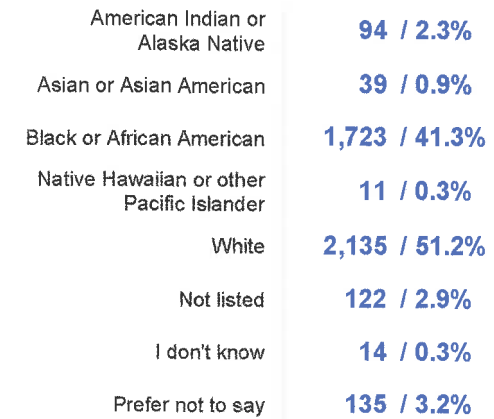 American Indian or
Alaska Native
94 / 2.3%
Asian or Asian American 39 / 0.9%
Black or African American 1,723 / 41.3%
Native Hawaiian or other
Pacific Islander
11 / 0.3%
White 2,135 / 51.2%
Not listed 122 / 2.9%
I don't know 14 / 0.3%
Prefer not to say 135 / 3.2%